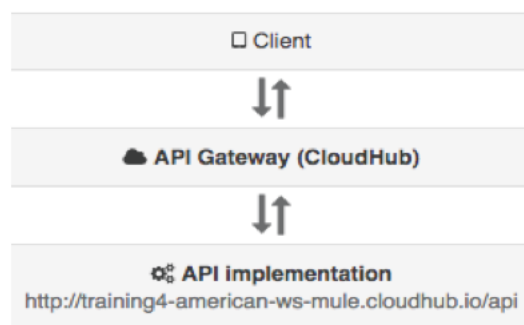 Client
API Gateway (CloudHub)
API implementation
http://training4-american-ws-mule.cloudhub.io/api